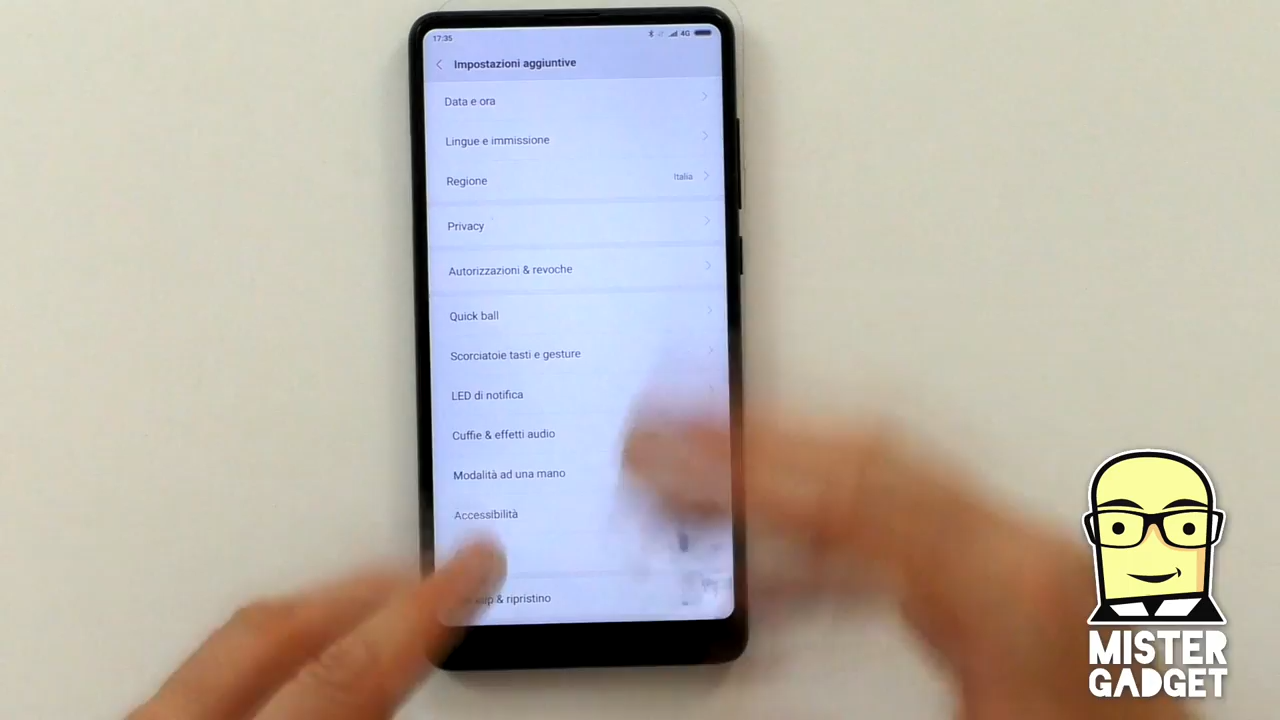 17:35
4G
Impostazioni aggiuntive
Data e ora
Lingue e immissione
Regione
Italia
Privacy
Autorizzazioni & revoche
Quick ball
Scorciatoie tasti e gesture
LED di notifica
Cuffie & effetti audio
Modalità ad una mano
Accessibilità
& ripristino
MISTER
GADGET